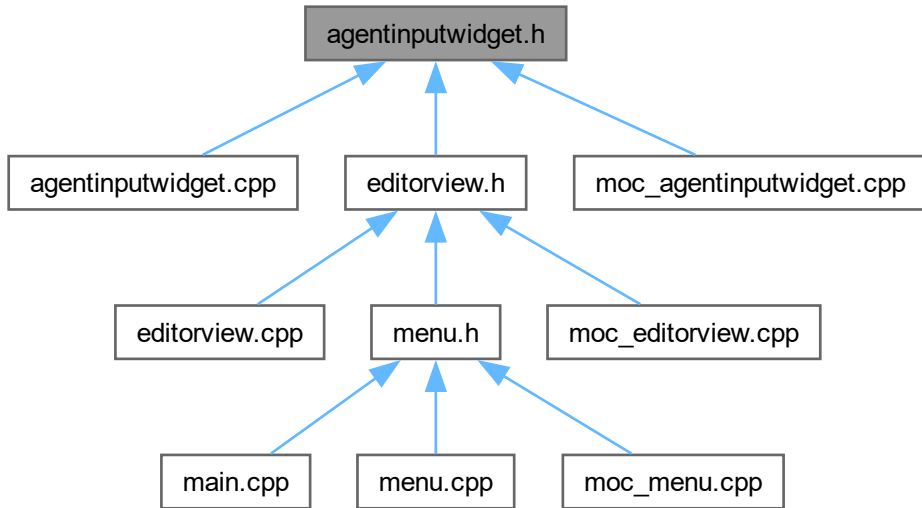 agentinputwidget.h
agentinputwidget.cpp
editorview.h
moc_agentinputwidget.cpp
editorview.cpp
menu.h
moc_editorview.cpp
main.cpp
menu.cpp
moc_menu.cpp